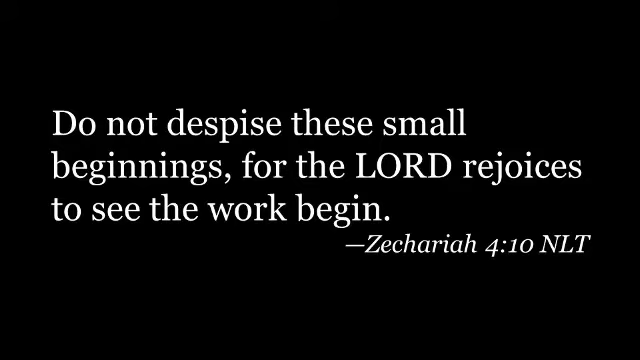 Do not despise these small
beginnings, for the LORD rejoices
to see the work begin.
—Zechariah 4:10 NLT